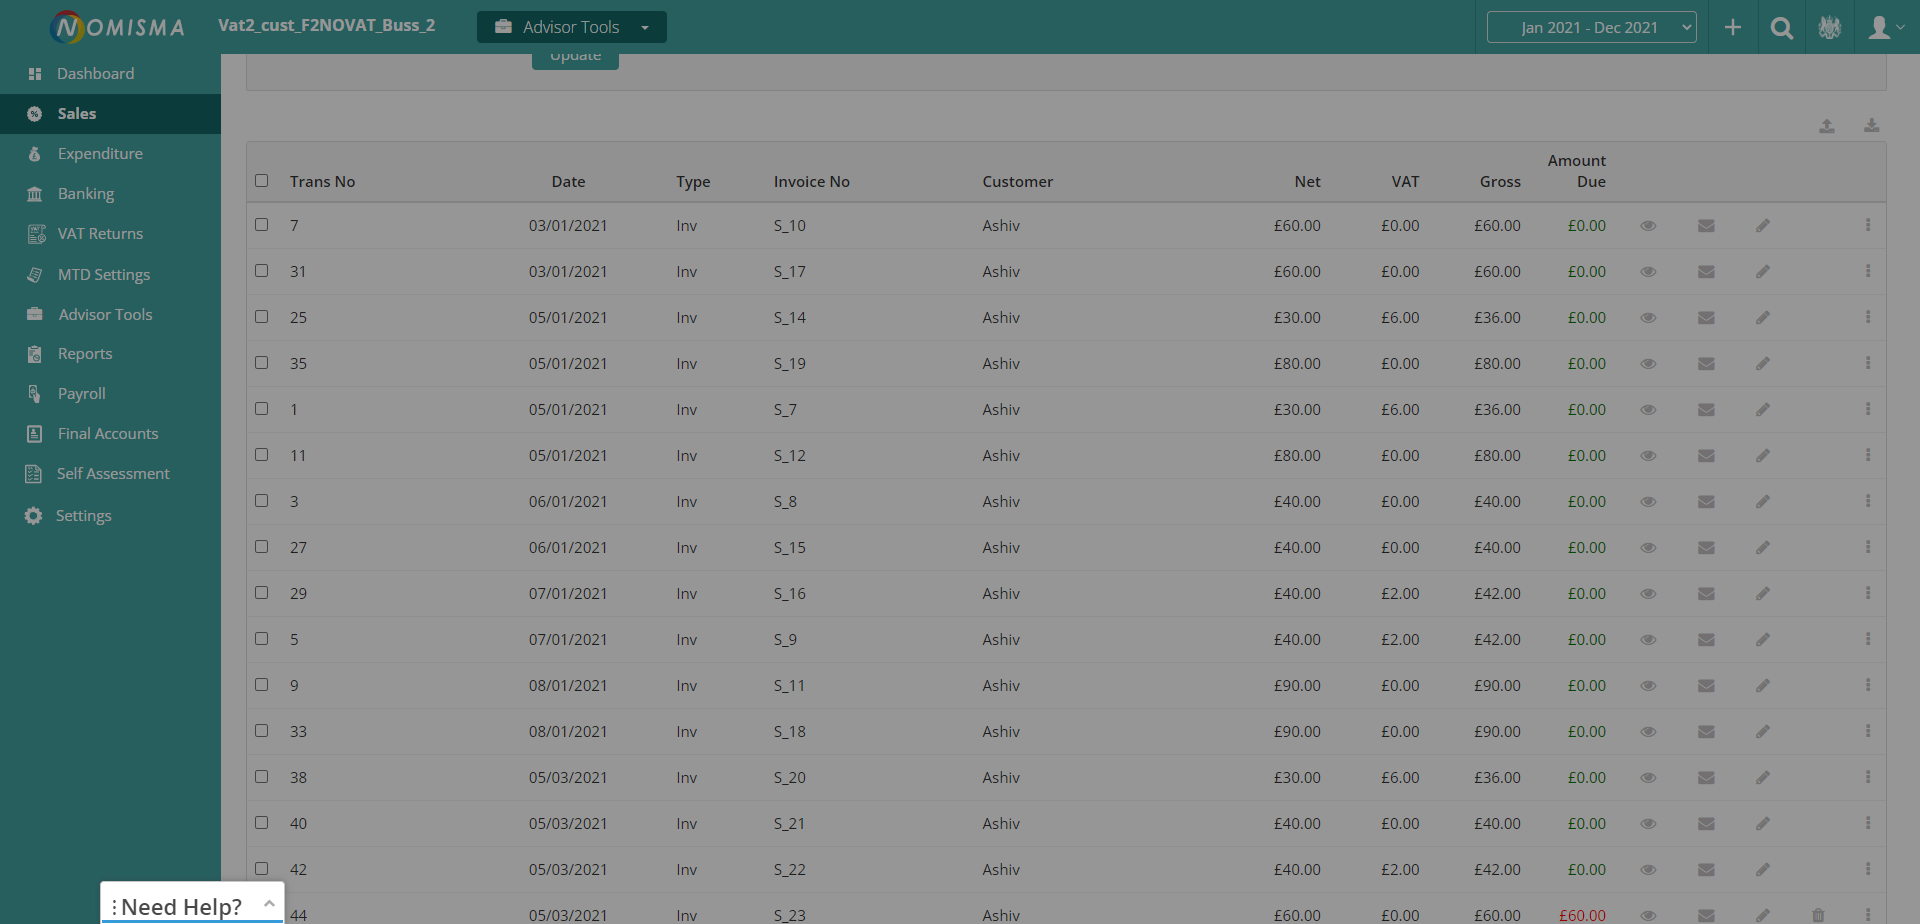 NOMISMA Vat2_cust_F2NOVAT_Buss_2 Advisor Tools Jan 2021 - Dec 2021
Update
Dashboard
Sales
Expenditure
Banking
VAT Returns
MTD Settings
Advisor Tools
Reports
Payroll
Final Accounts
Self Assessment
Settings
Trans No Date Type Invoice No Customer Net VAT Gross Amount Due
7 03/01/2021 Inv S_10 Ashiv £60.00 £0.00 £60.00 £0.00
31 03/01/2021 Inv S_17 Ashiv £60.00 £0.00 £60.00 £0.00
25 05/01/2021 Inv S_14 Ashiv £30.00 £6.00 £36.00 £0.00
35 05/01/2021 Inv S_19 Ashiv £80.00 £0.00 £80.00 £0.00
1 05/01/2021 Inv S_7 Ashiv £30.00 £6.00 £36.00 £0.00
11 05/01/2021 Inv S_12 Ashiv £80.00 £0.00 £80.00 £0.00
3 06/01/2021 Inv S_8 Ashiv £40.00 £0.00 £40.00 £0.00
27 06/01/2021 Inv S_15 Ashiv £40.00 £0.00 £40.00 £0.00
29 07/01/2021 Inv S_16 Ashiv £40.00 £2.00 £42.00 £0.00
5 07/01/2021 Inv S_9 Ashiv £40.00 £2.00 £42.00 £0.00
9 08/01/2021 Inv S_11 Ashiv £90.00 £0.00 £90.00 £0.00
33 08/01/2021 Inv S_18 Ashiv £90.00 £0.00 £90.00 £0.00
38 05/03/2021 Inv S_20 Ashiv £30.00 £6.00 £36.00 £0.00
40 05/03/2021 Inv S_21 Ashiv £40.00 £0.00 £40.00 £0.00
42 05/03/2021 Inv S_22 Ashiv £40.00 £2.00 £42.00 £0.00
44 05/03/2021 Inv S_23 Ashiv £60.00 £0.00 £60.00 £60.00
Need Help?